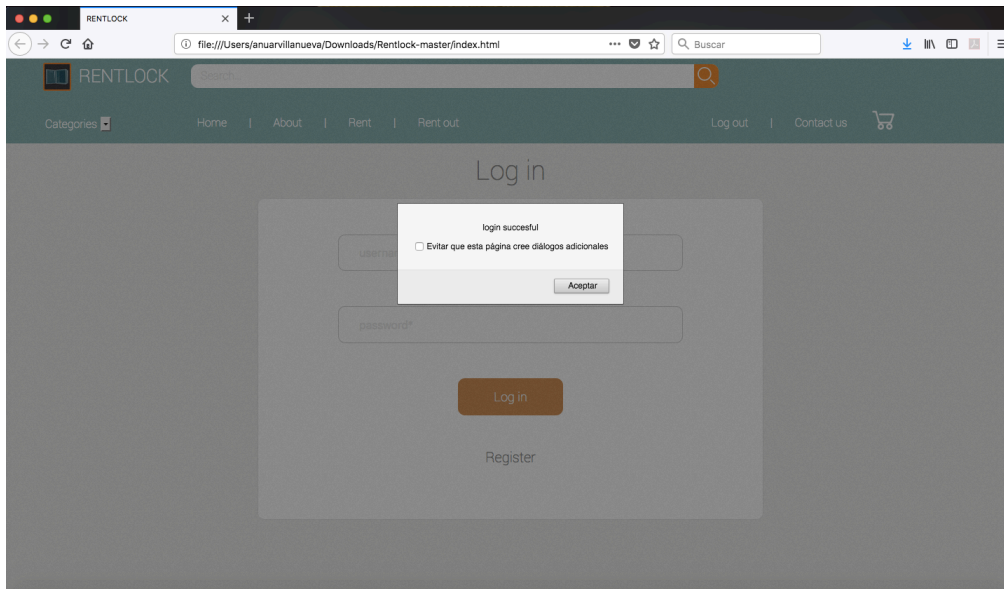 RENTLOCK
file:///Users/anuarvillanueva/Downloads/Rentlock-master/index.html
Buscar
RENTLOCK
Search...
Categories
Home | About | Rent | Rent out
Log out | Contact us
Log in
login succesful
Evitar que esta página cree diálogos adicionales
Aceptar
password*
Log in
Register